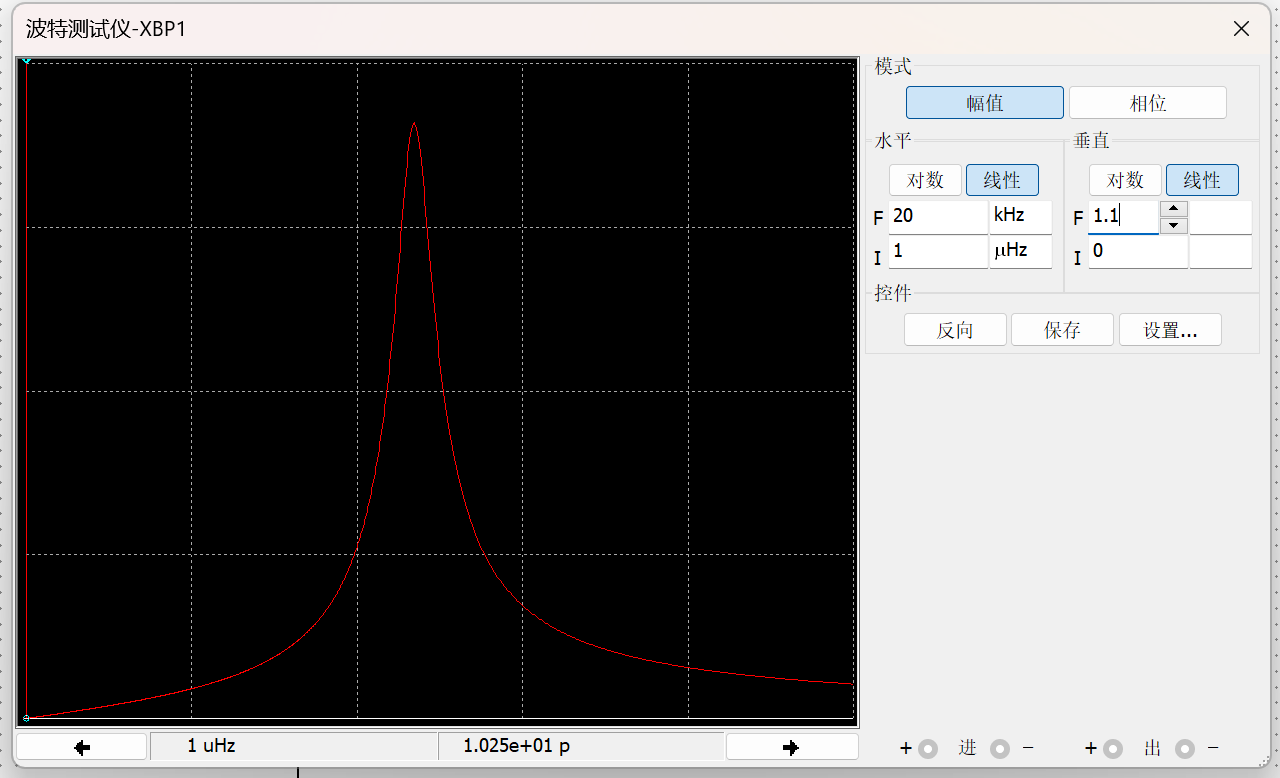 波特测试仪-XBP1
模式
幅值 相位
水平 垂直
对数 线性 对数 线性
F 20 kHz F 1.1
I 1 μHz I 0
控件
反向 保存 设置...
1 uHz 1.025e+01 p + 进 − + 出 −